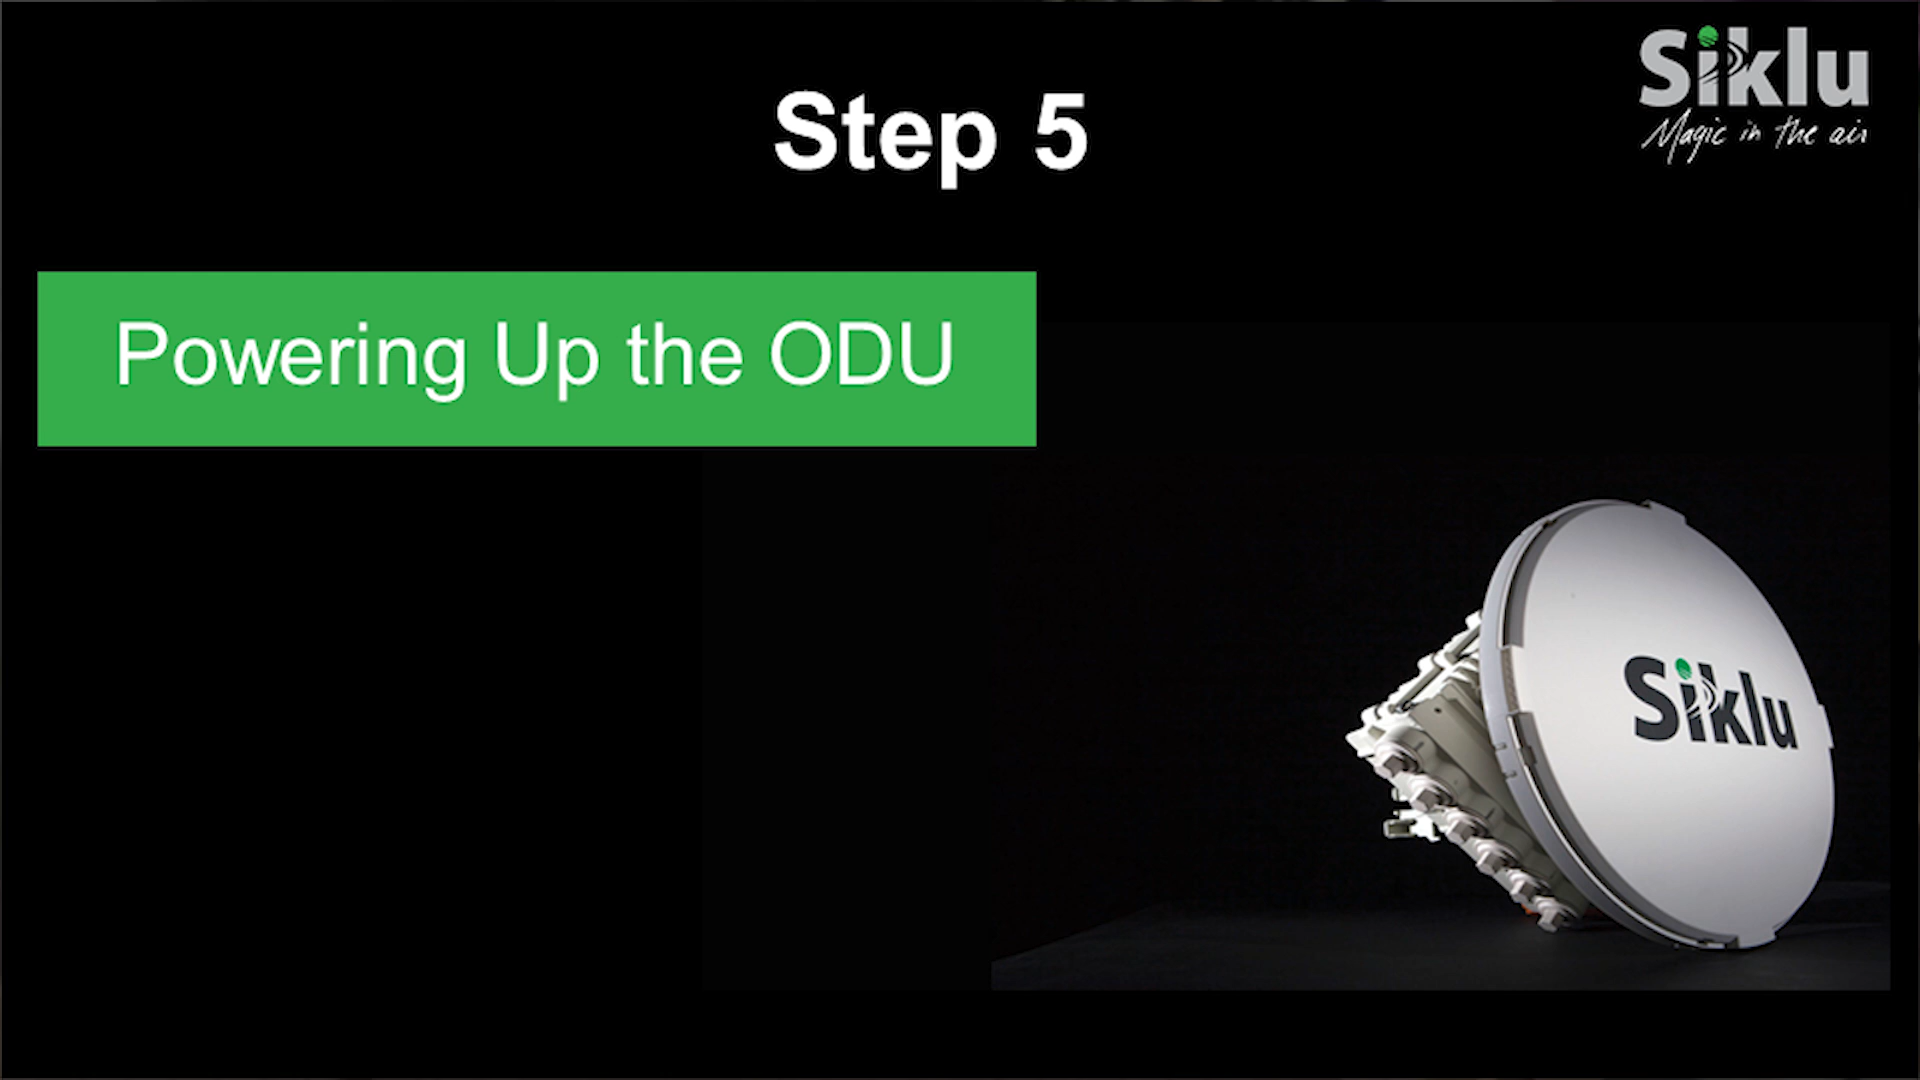 Siklu
Magic in the air
Step 5
Powering Up the ODU
Siklu